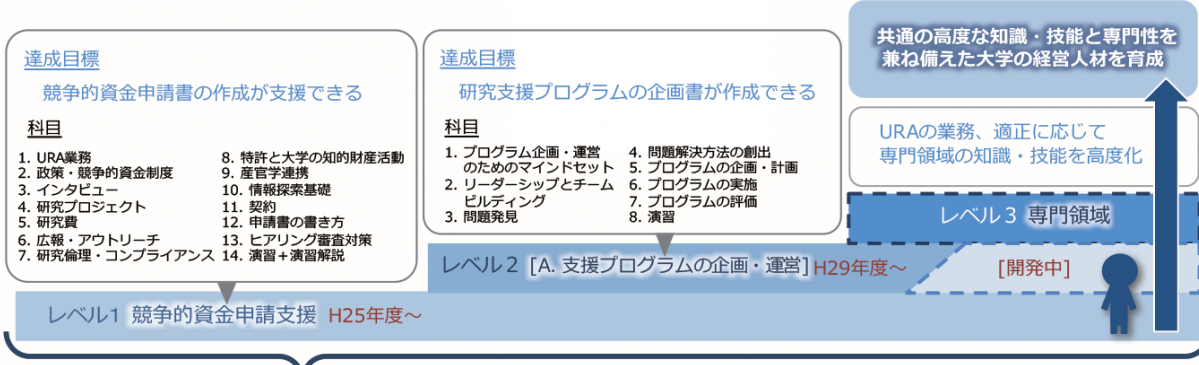 達成目標
競争的資金申請書の作成が支援できる
科目
1. URA業務
2. 政策・競争的資金制度
3. インタビュー
4. 研究プロジェクト
5. 研究費
6. 広報・アウトリーチ
7. 研究倫理・コンプライアンス
8. 特許と大学の知的財産活動
9. 産官学連携
10. 情報探索基礎
11. 契約
12. 申請書の書き方
13. ヒアリング審査対策
14. 演習＋演習解説
達成目標
研究支援プログラムの企画書が作成できる
科目
1. プログラム企画・運営
のためのマインドセット
2. リーダーシップとチーム
ビルディング
3. 問題発見
4. 問題解決方法の創出
5. プログラムの企画・計画
6. プログラムの実施
7. プログラムの評価
8. 演習
共通の高度な知識・技能と専門性を
兼ね備えた大学の経営人材を育成
URAの業務、適正に応じて
専門領域の知識・技能を高度化
レベル３ 専門領域
レベル２ [A. 支援プログラムの企画・運営] H29年度～
[開発中]
レベル１ 競争的資金申請支援 H25年度～